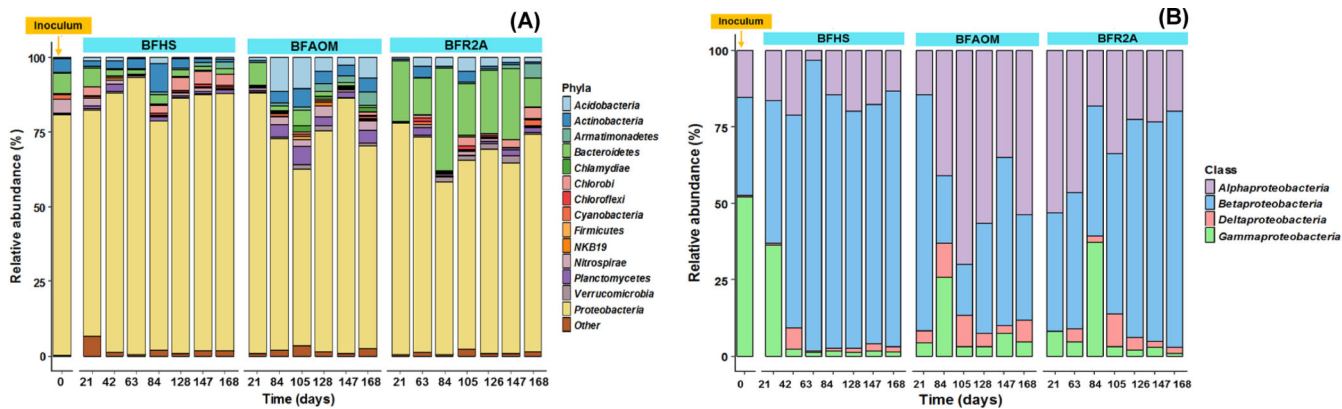 Inoculum
(A)
BFHS BFAOM BFR2A
Relative abundance (%)
100
75
50
25
0
0 21 42 63 84 128 147 168 21 84 105 128 147 168 21 63 84 105 126 147 168
Time (days)
Phyla
Acidobacteria
Actinobacteria
Armatimonadetes
Bacteroidetes
Chlamydiae
Chlorobi
Chloroflexi
Cyanobacteria
Firmicutes
NKB19
Nitrospirae
Planctomycetes
Verrucomicrobia
Proteobacteria
Other
Inoculum
(B)
BFHS BFAOM BFR2A
Relative abundance (%)
100
75
50
25
0
0 21 42 63 84 128 147 168 21 84 105 128 147 168 21 63 84 105 126 147 168
Time (days)
Class
Alphaproteobacteria
Betaproteobacteria
Deltaproteobacteria
Gammaproteobacteria